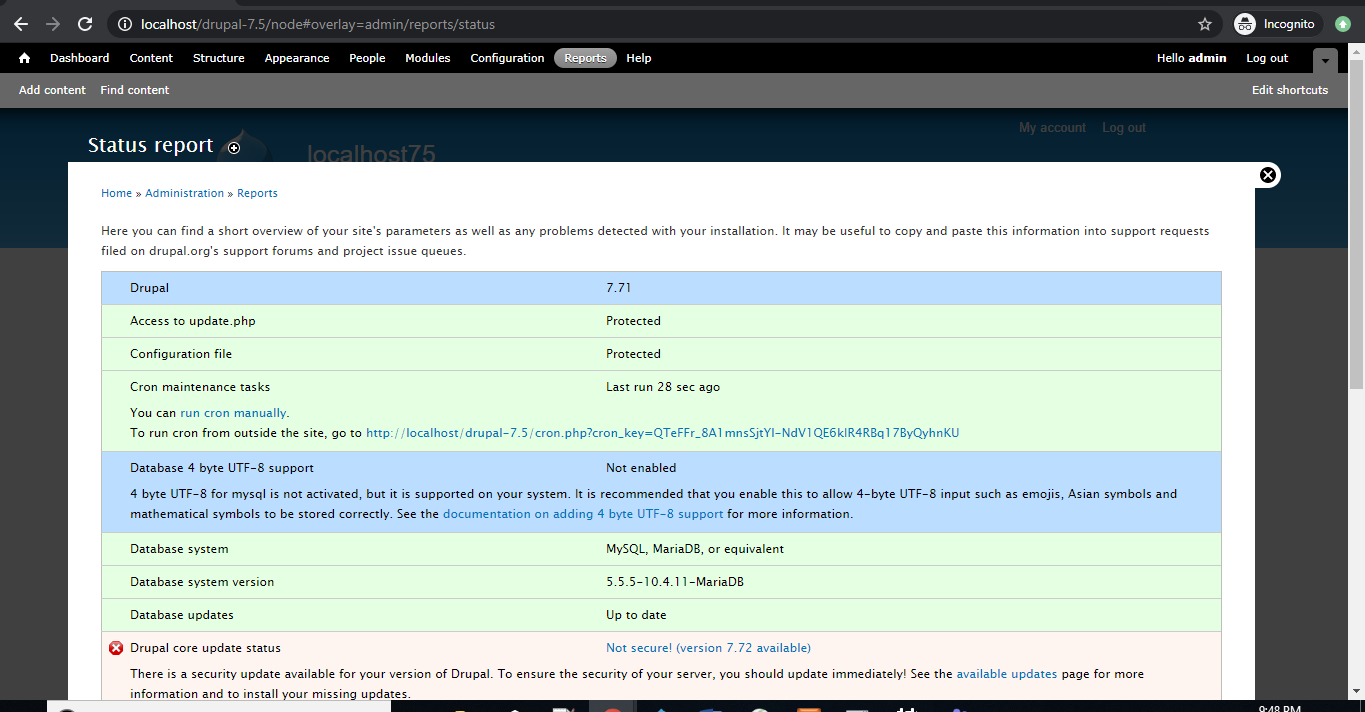 localhost/drupal-7.5/node#overlay=admin/reports/status
Incognito
Dashboard Content Structure Appearance People Modules Configuration Reports Help Hello admin Log out
Add content Find content Edit shortcuts
My account Log out
Status report
localhost75
Home » Administration » Reports
Here you can find a short overview of your site's parameters as well as any problems detected with your installation. It may be useful to copy and paste this information into support requests
filed on drupal.org's support forums and project issue queues.
Drupal 7.71
Access to update.php Protected
Configuration file Protected
Cron maintenance tasks Last run 28 sec ago
You can run cron manually.
To run cron from outside the site, go to http://localhost/drupal-7.5/cron.php?cron_key=QTeFFr_8A1mnsSjtYI-NdV1QE6klR4RBq17ByQyhnKU
Database 4 byte UTF-8 support Not enabled
4 byte UTF-8 for mysql is not activated, but it is supported on your system. It is recommended that you enable this to allow 4-byte UTF-8 input such as emojis, Asian symbols and
mathematical symbols to be stored correctly. See the documentation on adding 4 byte UTF-8 support for more information.
Database system MySQL, MariaDB, or equivalent
Database system version 5.5.5-10.4.11-MariaDB
Database updates Up to date
Drupal core update status Not secure! (version 7.72 available)
There is a security update available for your version of Drupal. To ensure the security of your server, you should update immediately! See the available updates page for more
information and to install your missing updates.
9:48 PM